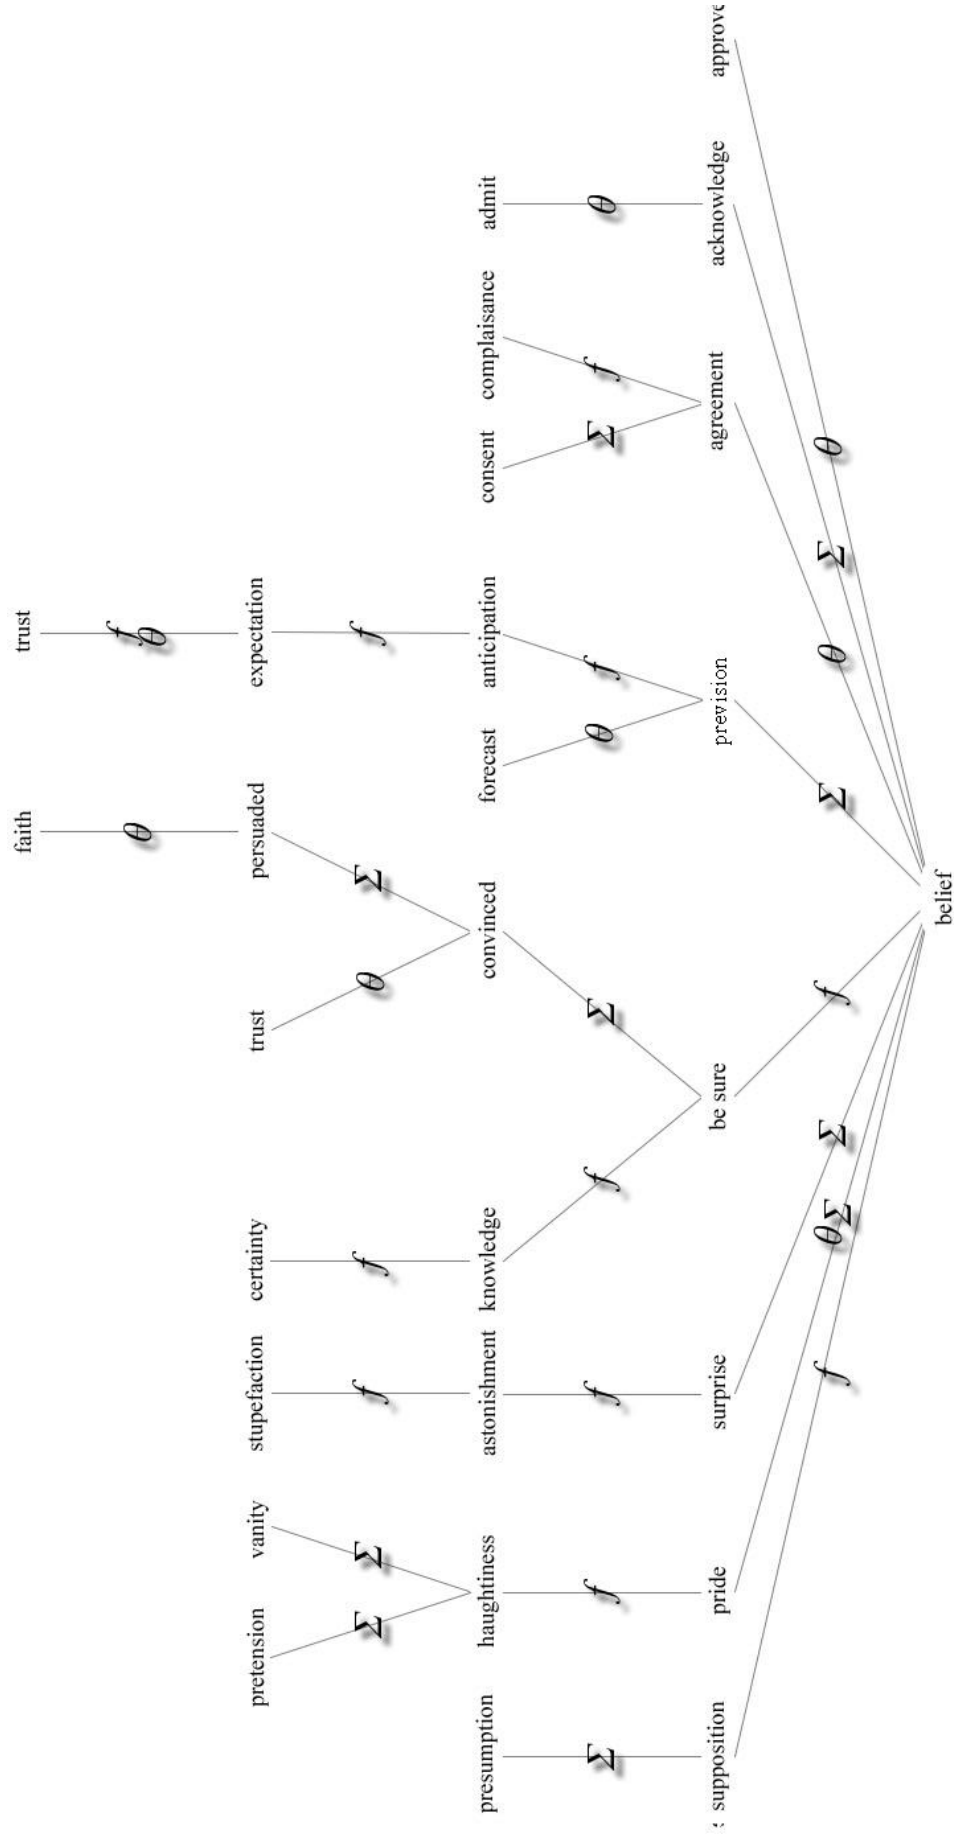 belief
supposition
f
pride
θ Σ
surprise
Σ
be sure
f
prevision
Σ
agreement
θ
acknowledge
Σ
approve
θ
presumption
Σ
haughtiness
f
astonishment
f
knowledge
f
convinced
Σ
forecast
θ
anticipation
f
consent
Σ
complaisance
f
admit
θ
pretension
Σ
vanity
Σ
stupefaction
f
certainty
f
trust
θ
persuaded
Σ
expectation
f
faith
θ
trust
f θ